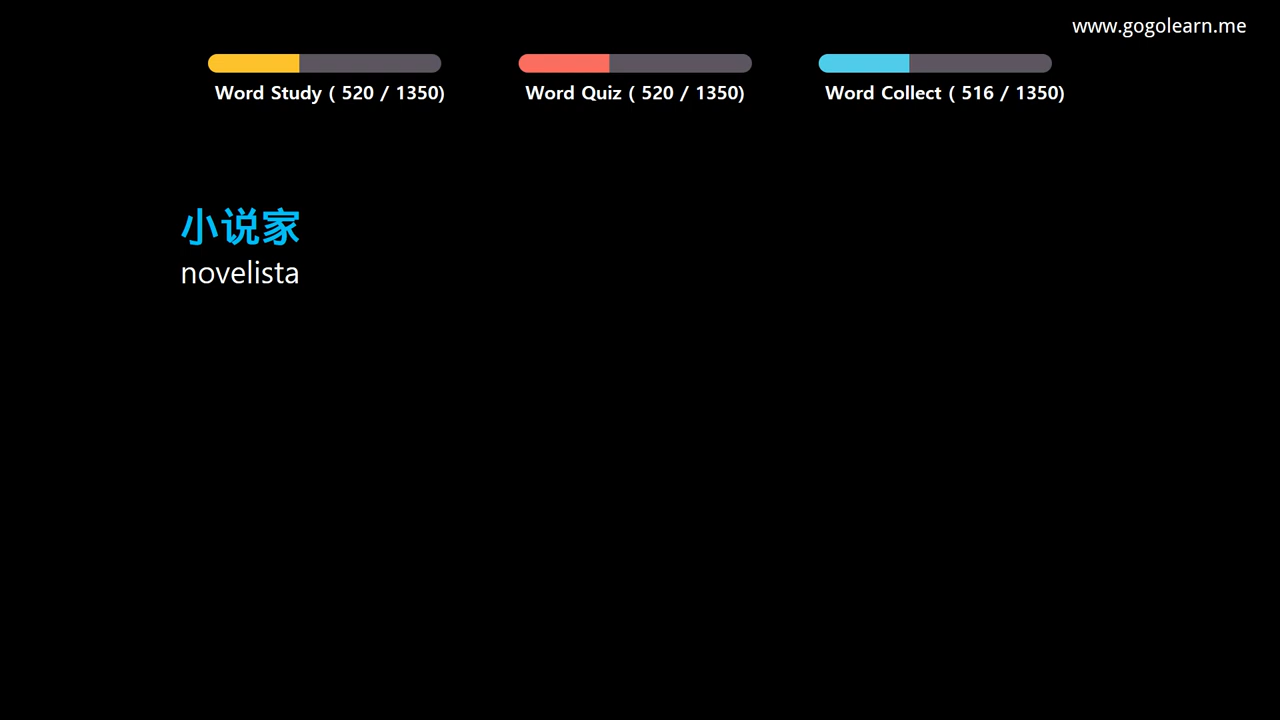 www.gogolearn.me
Word Study ( 520 / 1350)
Word Quiz ( 520 / 1350)
Word Collect ( 516 / 1350)
小说家
novelista